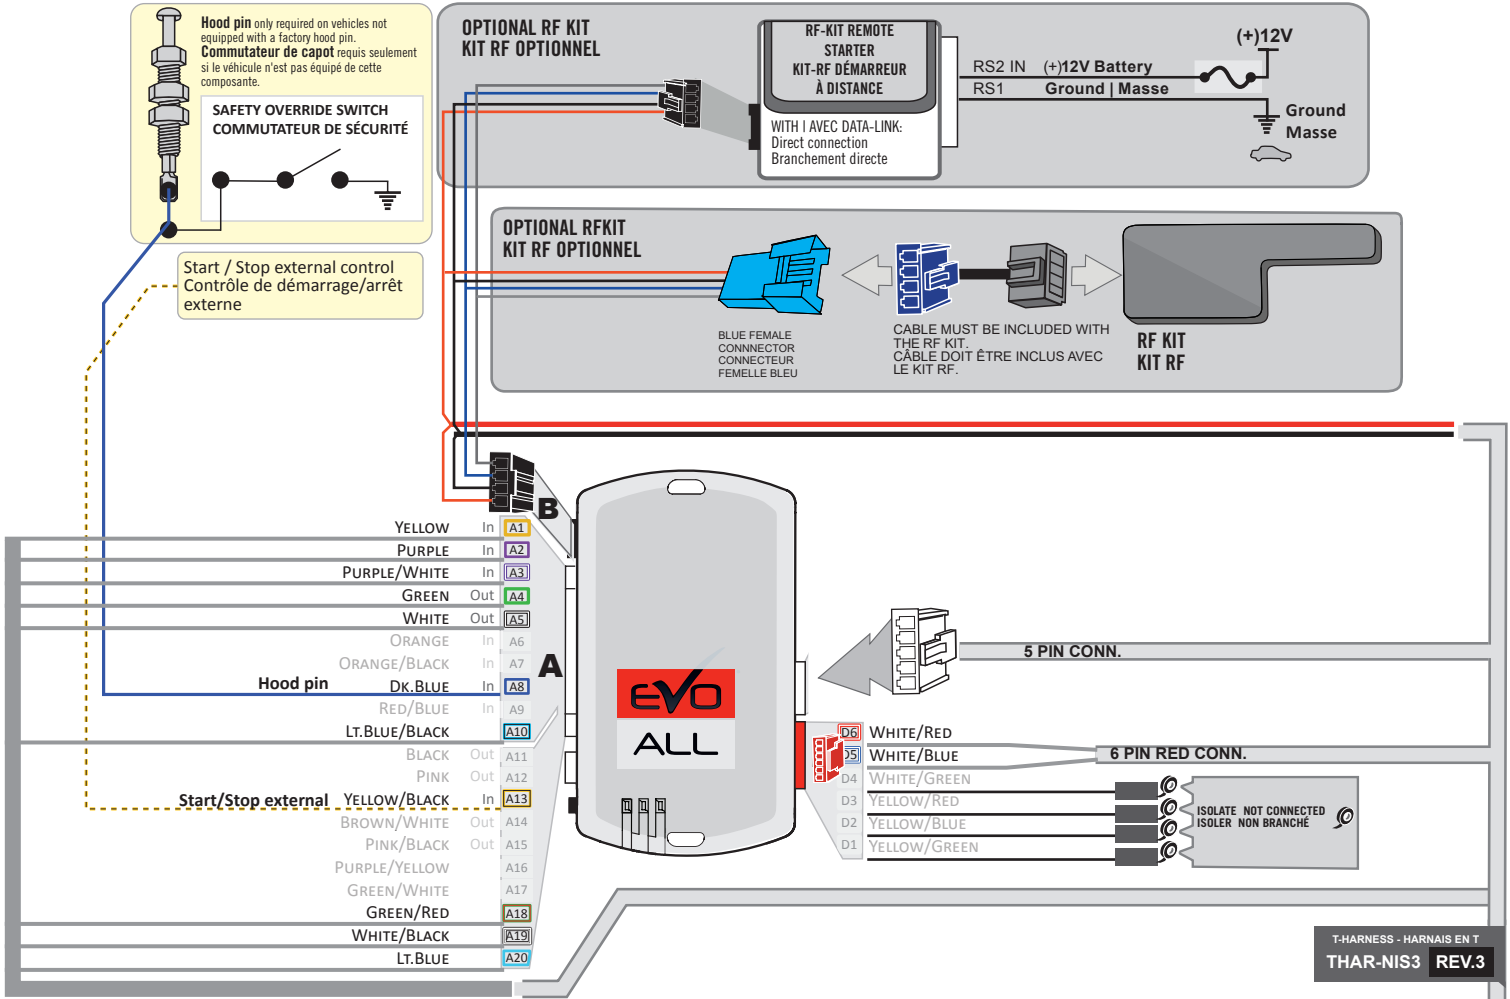 Hood pin only required on vehicles not
equipped with a factory hood pin.
Commutateur de capot requis seulement
si le véhicule n'est pas équipé de cette
composante.
SAFETY OVERRIDE SWITCH
COMMUTATEUR DE SÉCURITÉ
Start / Stop external control
Contrôle de démarrage/arrêt
externe
OPTIONAL RF KIT
KIT RF OPTIONNEL
RF-KIT REMOTE
STARTER
KIT-RF DÉMARREUR
À DISTANCE
WITH I AVEC DATA-LINK:
Direct connection
Branchement directe
RS2 IN (+)12V Battery
RS1 Ground | Masse
(+)12V
Ground
Masse
OPTIONAL RFKIT
KIT RF OPTIONNEL
BLUE FEMALE
CONNNECTOR
CONNECTEUR
FEMELLE BLEU
CABLE MUST BE INCLUDED WITH
THE RF KIT.
CÂBLE DOIT ÊTRE INCLUS AVEC
LE KIT RF.
RF KIT
KIT RF
B
A
YELLOW In A1
PURPLE In A2
PURPLE/WHITE In A3
GREEN Out A4
WHITE Out A5
ORANGE In A6
ORANGE/BLACK In A7
Hood pin DK.BLUE In A8
RED/BLUE In A9
LT.BLUE/BLACK A10
BLACK Out A11
PINK Out A12
Start/Stop external YELLOW/BLACK In A13
BROWN/WHITE Out A14
PINK/BLACK Out A15
PURPLE/YELLOW A16
GREEN/WHITE A17
GREEN/RED A18
WHITE/BLACK A19
LT.BLUE A20
EVO
ALL
5 PIN CONN.
D6 WHITE/RED
D5 WHITE/BLUE
D4 WHITE/GREEN
D3 YELLOW/RED
D2 YELLOW/BLUE
D1 YELLOW/GREEN
6 PIN RED CONN.
ISOLATE NOT CONNECTED
ISOLER NON BRANCHÉ
T-HARNESS - HARNAIS EN T
THAR-NIS3 REV.3